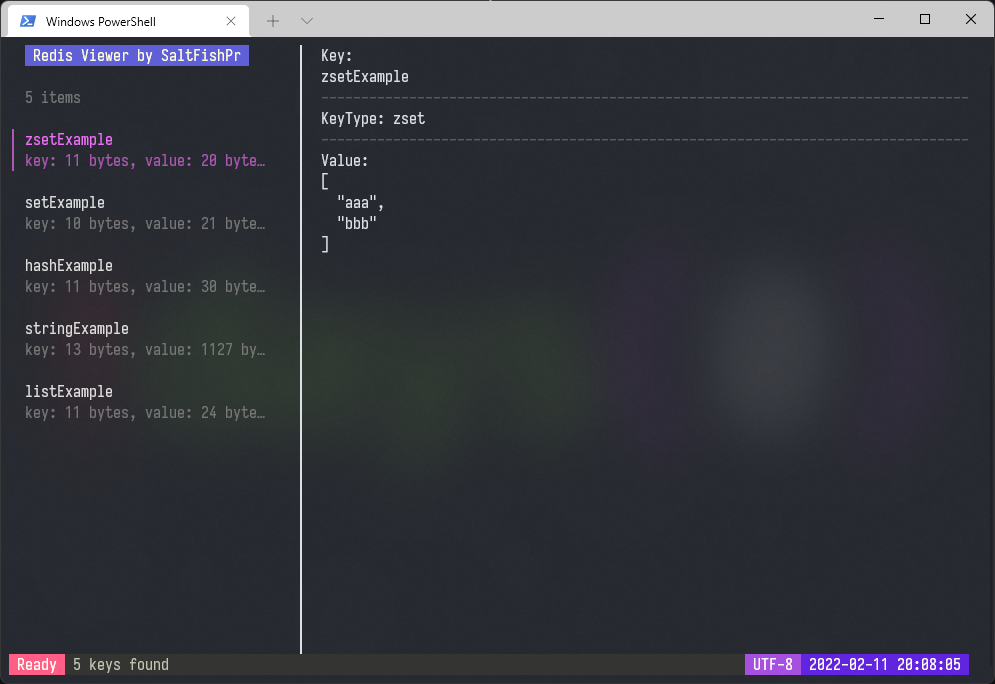 Windows PowerShell
Redis Viewer by SaltFishPr
5 items
zsetExample
key: 11 bytes, value: 20 byte…
setExample
key: 10 bytes, value: 21 byte…
hashExample
key: 11 bytes, value: 30 byte…
stringExample
key: 13 bytes, value: 1127 by…
listExample
key: 11 bytes, value: 24 byte…
Key:
zsetExample
---------------------------------------------------------------------------------
KeyType: zset
---------------------------------------------------------------------------------
Value:
[
  "aaa",
  "bbb"
]
Ready 5 keys found UTF-8 2022-02-11 20:08:05